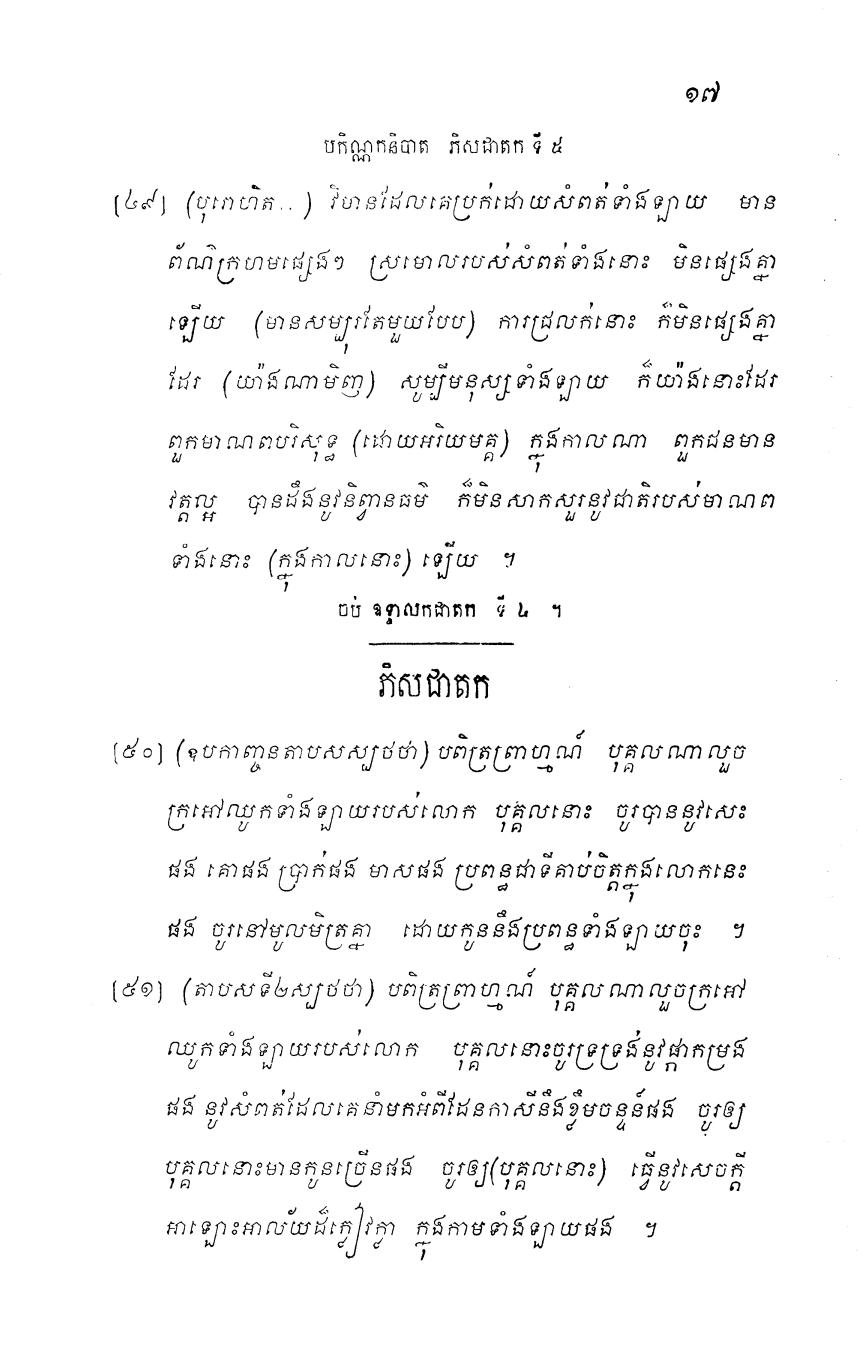 ១៧
បកិណ្ណកនិបាត ភិសជាតក ទី ៥
[៤៩] (បុរោហិត..) វិមានដែលគេប្រក់ដោយសំពត់ទាំងឡាយ មាន
ព័ណ៌ក្រហមផ្សេងៗ ស្រមោលរបស់សំពត់ទាំងនោះ មិនផ្សេងគ្នា
ឡើយ (មានសម្បុរតែមួយបែប) ការជ្រលក់នោះ ក៏មិនផ្សេងគ្នា
ដែរ (យ៉ាងណាមិញ) សូម្បីមនុស្សទាំងឡាយ ក៏យ៉ាងនោះដែរ
ពួកមាណពបរិសុទ្ធ (ដោយអរិយមគ្គ) ក្នុងកាលណា ពួកជនមាន
វត្តល្អ បានដឹងនូវនិព្វានធម៌ ក៏មិនសាកសួរនូវជាតិរបស់មាណព
ទាំងនោះ (ក្នុងកាលនោះ) ឡើយ ។
ចប់ ឧទ្ទាលកជាតក ទី ៤ ។
ភិសជាតក
[៥០] (ឧបកាញ្ចនតាបសស្បថថា) បពិត្រព្រាហ្មណ៍ បុគ្គលណាលួច
ក្រអៅឈូកទាំងឡាយរបស់លោក បុគ្គលនោះ ចូរបាននូវសេះ
ផង គោផង ប្រាក់ផង មាសផង ប្រពន្ធជាទីគាប់ចិត្តក្នុងលោកនេះ
ផង ចូរនៅមូលមិត្រគ្នា ដោយកូននឹងប្រពន្ធទាំងឡាយចុះ ។
[៥១] (តាបសទី២ស្បថថា) បពិត្រព្រាហ្មណ៍ បុគ្គលណាលួចក្រអៅ
ឈូកទាំងឡាយរបស់លោក បុគ្គលនោះចូរទ្រទ្រង់នូវផ្កាកម្រង
ផង នូវសំពត់ដែលគេនាំមកអំពីដែនកាសីនឹងខ្លឹមចន្ទន៍ផង ចូរឲ្យ
បុគ្គលនោះមានកូនច្រើនផង ចូរឲ្យ(បុគ្គលនោះ) ធ្វើនូវសេចក្តី
អាឡោះអាល័យដ៏ក្លៀវក្លា ក្នុងកាមទាំងឡាយផង ។